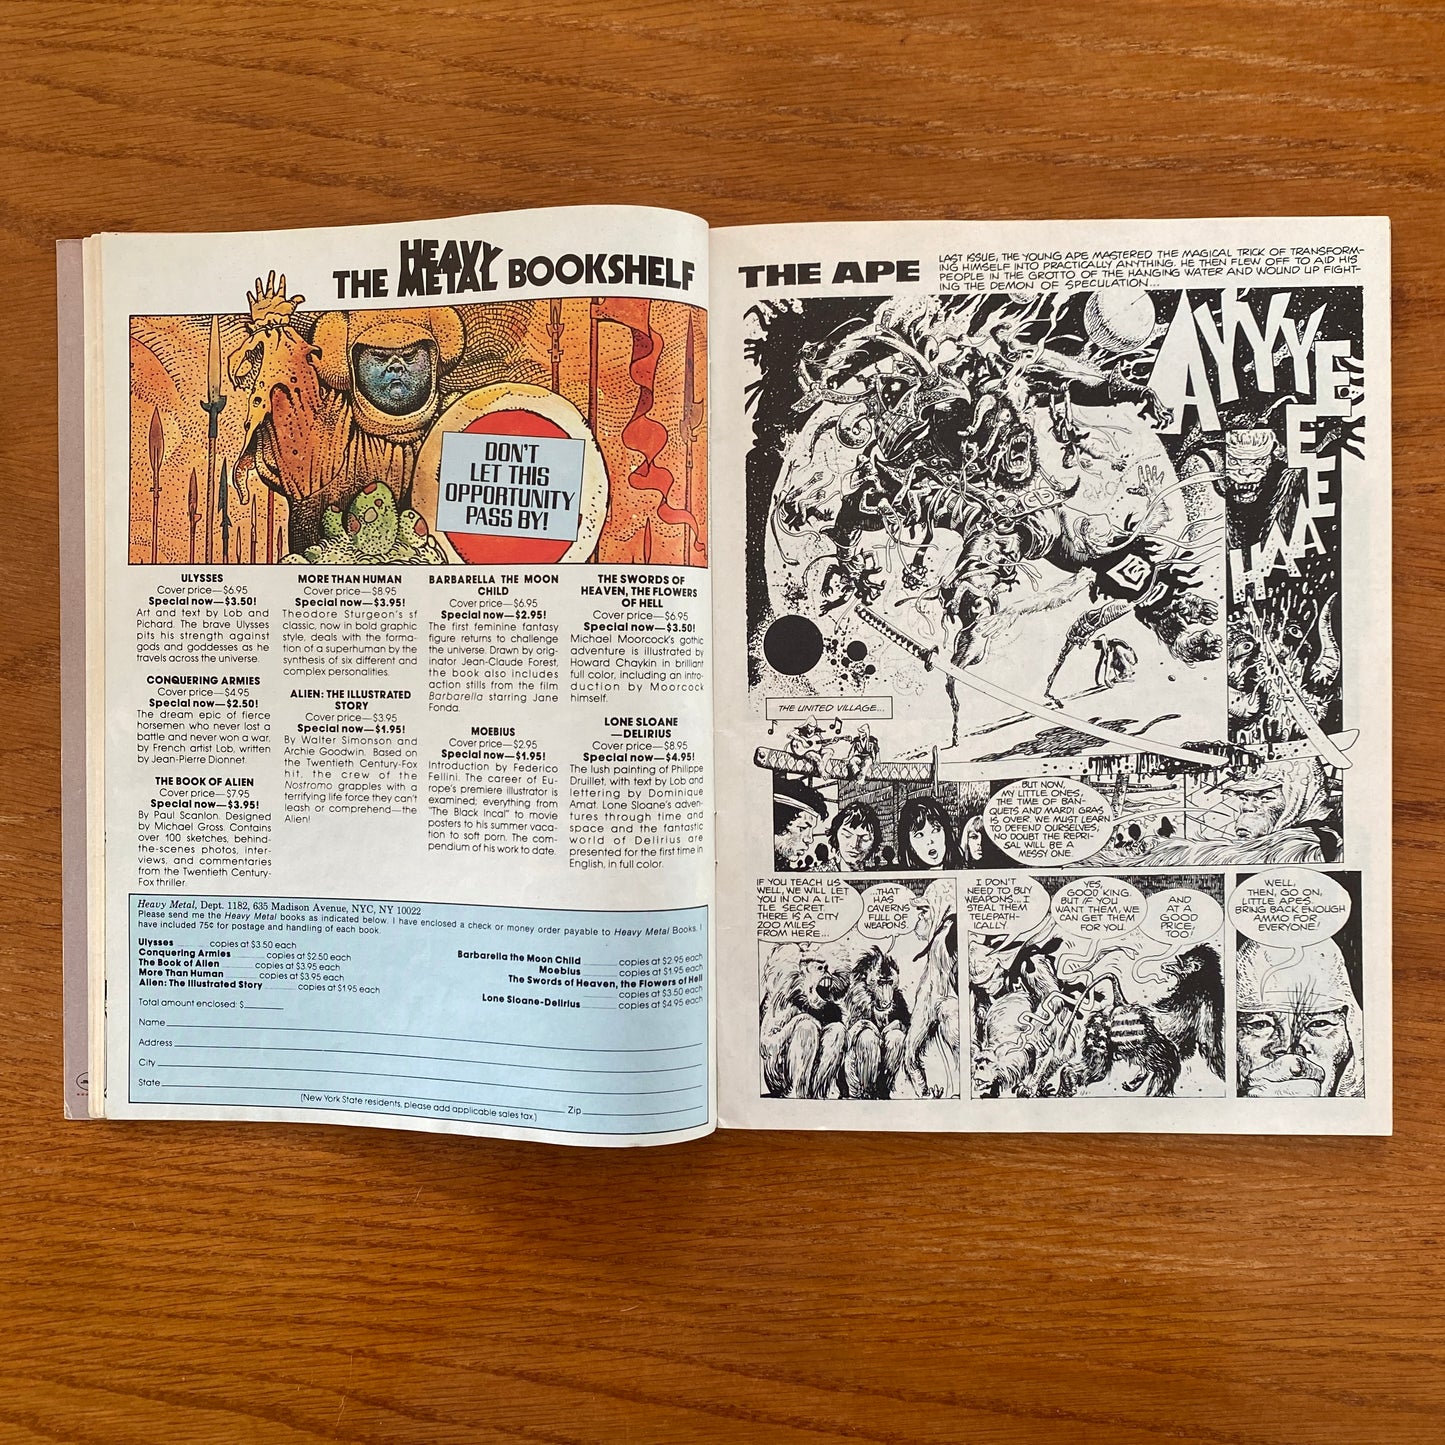 THE HEAVY METAL BOOKSHELF
DON'T
LET THIS
OPPORTUNITY
PASS BY!
ULYSSES
Cover price—$6.95
Special now—$3.50!
Art and text by Lob and
Pichard. The brave Ulysses
pits his strength against
gods and goddesses as he
travels across the universe.
CONQUERING ARMIES
Cover price—$4.95
Special now—$2.50!
The dream epic of fierce
horsemen who never lost a
battle and never won a war,
by French artist Lob, written
by Jean-Pierre Dionnet.
THE BOOK OF ALIEN
Cover price—$7.95
Special now—$3.95!
By Paul Scanlon. Designed
by Michael Gross. Contains
over 100 sketches, behind-
the-scenes photos, inter-
views, and commentaries
from the Twentieth Century-
Fox thriller.
MORE THAN HUMAN
Cover price—$8.95
Special now—$3.95!
Theodore Sturgeon's sf
classic, now in bold graphic
style, deals with the forma-
tion of a superhuman by the
synthesis of six different and
complex personalities.
ALIEN: THE ILLUSTRATED
STORY
Cover price—$3.95
Special now—$1.95!
By Walter Simonson and
Archie Goodwin. Based on
the Twentieth Century-Fox
hit, the crew of the
Nostromo grapples with a
terrifying life force they can't
leash or comprehend—the
Alien!
BARBARELLA THE MOON
CHILD
Cover price—$6.95
Special now—$2.95!
The first feminine fantasy
figure returns to challenge
the universe. Drawn by orig-
inator Jean-Claude Forest,
the book also includes
action stills from the film
Barbarella starring Jane
Fonda.
MOEBIUS
Cover price—$2.95
Special now—$1.95!
Introduction by Federico
Fellini. The career of Eu-
rope's premiere illustrator is
examined; everything from
"The Black Incal" to movie
posters to his summer vaca-
tion to soft porn. The com-
pendium of his work to date.
THE SWORDS OF
HEAVEN, THE FLOWERS
OF HELL
Cover price—$6.95
Special now—$3.50!
Michael Moorcock's gothic
adventure is illustrated by
Howard Chaykin in brilliant
full color, including an intro-
duction by Moorcock
himself.
LONE SLOANE
—DELIRIUS
Cover price—$8.95
Special now—$4.95!
The lush painting of Philippe
Druillet, with text by Lob and
lettering by Dominique
Amat. Lone Sloane's adven-
tures through time and
space and the fantastic
world of Delirius are
presented for the first time in
English, in full color.
Heavy Metal, Dept. 1182, 635 Madison Avenue, NYC, NY 10022
Please send me the Heavy Metal books as indicated below. I have enclosed a check or money order payable to Heavy Metal Books. I
have included 75¢ for postage and handling of each book.
Ulysses copies at $3.50 each
Conquering Armies copies at $2.50 each
The Book of Alien copies at $3.95 each
More Than Human copies at $3.95 each
Alien: The Illustrated Story copies at $1.95 each
Barbarella the Moon Child copies at $2.95 each
Moebius copies at $1.95 each
The Swords of Heaven, the Flowers of Hell
copies at $3.50 each
Lone Sloane-Delirius copies at $4.95 each
Total amount enclosed: $
Name
Address
City
State
Zip
(New York State residents, please add applicable sales tax.)
THE APE
LAST ISSUE, THE YOUNG APE MASTERED THE MAGICAL TRICK OF TRANSFORM-
ING HIMSELF INTO PRACTICALLY ANYTHING. HE THEN FLEW OFF TO AID HIS
PEOPLE IN THE GROTTO OF THE HANGING WATER AND WOUND UP FIGHT-
ING THE DEMON OF SPECULATION...
AYYYYEEEE
HAAA
THE UNITED VILLAGE...
BUT NOW,
MY LITTLE ONES,
THE TIME OF BAN-
QUETS AND MARDI GRAS
IS OVER. WE MUST LEARN
TO DEFEND OURSELVES,
NO DOUBT THE REPRI-
SAL WILL BE A
MESSY ONE.
IF YOU TEACH US
WELL, WE WILL LET
YOU IN ON A LIT-
TLE SECRET.
THERE IS A CITY
200 MILES
FROM HERE...
...THAT
HAS
CAVERNS
FULL OF
WEAPONS.
I DON'T
NEED TO BUY
WEAPONS... I
STEAL THEM
TELEPATH-
ICALLY
YES,
GOOD KING.
BUT IF YOU
WANT THEM, WE
CAN GET THEM
FOR YOU.
AND
AT A
GOOD
PRICE,
TOO!
WELL,
THEN, GO ON,
LITTLE APES.
BRING BACK ENOUGH
AMMO FOR
EVERYONE!